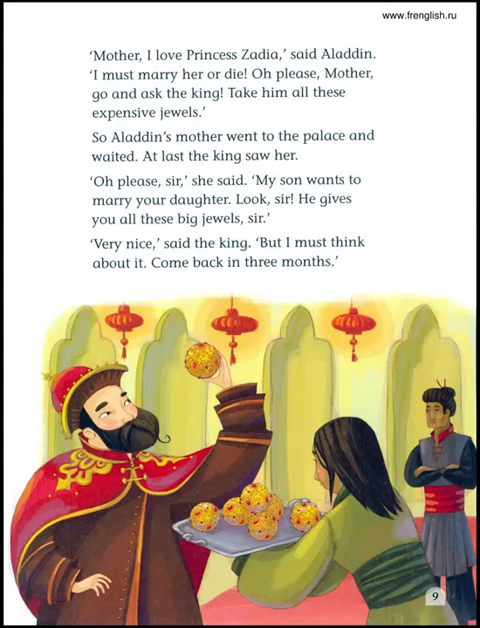 www.frenglish.ru
‘Mother, I love Princess Zadia,’ said Aladdin.
‘I must marry her or die! Oh please, Mother,
go and ask the king! Take him all these
expensive jewels.’
So Aladdin’s mother went to the palace and
waited. At last the king saw her.
‘Oh please, sir,’ she said. ‘My son wants to
marry your daughter. Look, sir! He gives
you all these big jewels, sir.’
‘Very nice,’ said the king. ‘But I must think
about it. Come back in three months.’
9